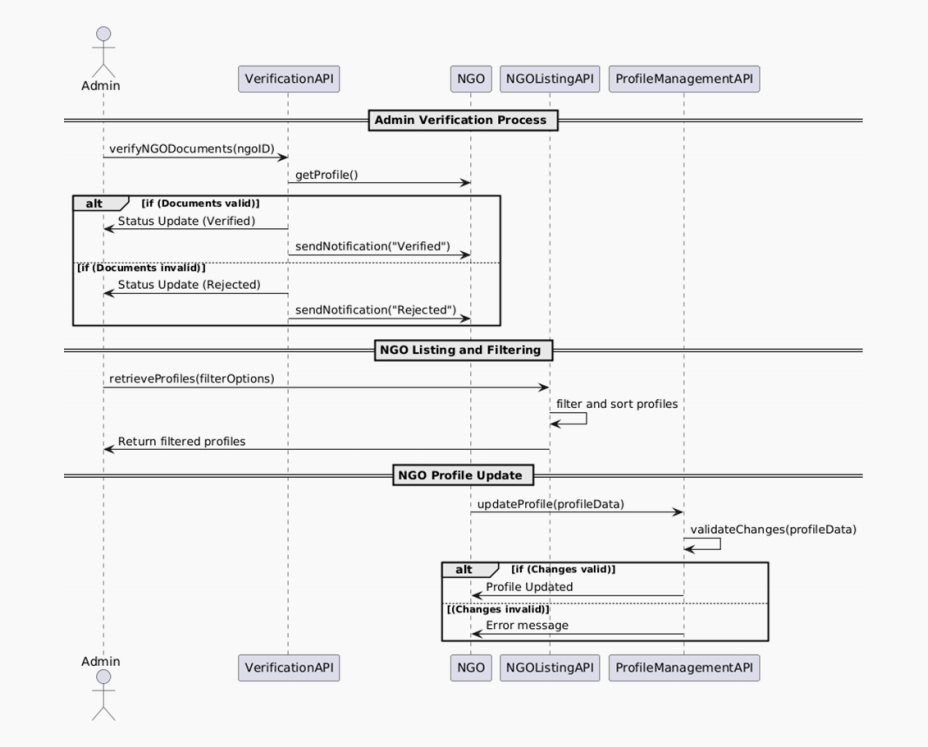 Admin
VerificationAPI
NGO
NGOListingAPI
ProfileManagementAPI
Admin Verification Process
verifyNGODocuments(ngoID)
getProfile()
alt
[if (Documents valid)]
Status Update (Verified)
sendNotification("Verified")
[if (Documents invalid)]
Status Update (Rejected)
sendNotification("Rejected")
NGO Listing and Filtering
retrieveProfiles(filterOptions)
filter and sort profiles
Return filtered profiles
NGO Profile Update
updateProfile(profileData)
validateChanges(profileData)
alt
[if (Changes valid)]
Profile Updated
[(Changes invalid)]
Error message
Admin
VerificationAPI
NGO
NGOListingAPI
ProfileManagementAPI